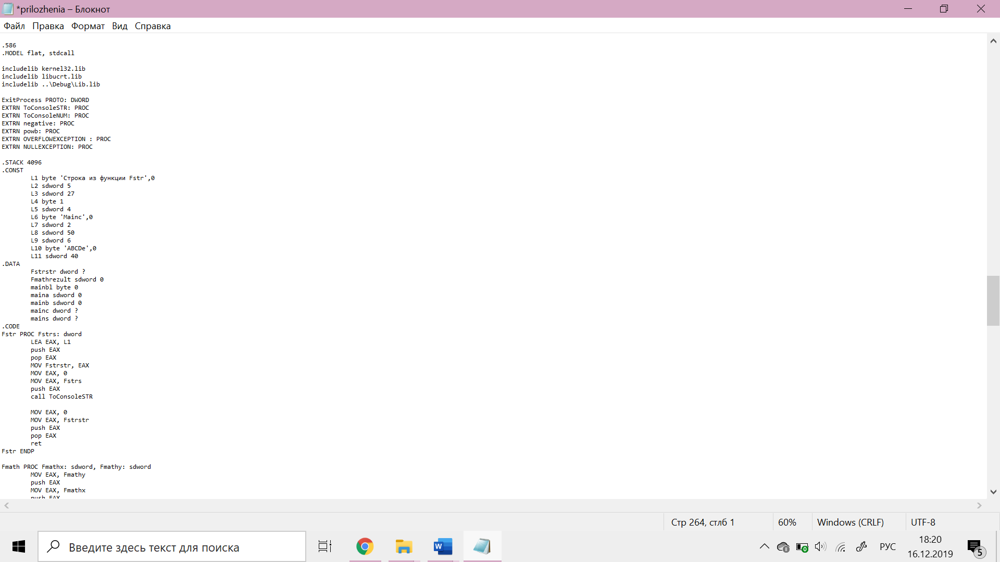 *prilozhenia – Блокнот
Файл Правка Формат Вид Справка
.586
.MODEL flat, stdcall
includelib kernel32.lib
includelib libucrt.lib
includelib ..\Debug\Lib.lib
ExitProcess PROTO: DWORD
EXTRN ToConsoleSTR: PROC
EXTRN ToConsoleNUM: PROC
EXTRN negative: PROC
EXTRN powb: PROC
EXTRN OVERFLOWEXCEPTION : PROC
EXTRN NULLEXCEPTION: PROC
.STACK 4096
.CONST
L1 byte 'Строка из функции Fstr',0
L2 sdword 5
L3 sdword 27
L4 byte 1
L5 sdword 4
L6 byte 'Mainc',0
L7 sdword 2
L8 sdword 50
L9 sdword 6
L10 byte 'ABCDe',0
L11 sdword 40
.DATA
Fstrstr dword ?
Fmathrezult sdword 0
mainbl byte 0
maina sdword 0
mainb sdword 0
mainc dword ?
mains dword ?
.CODE
Fstr PROC Fstrs: dword
LEA EAX, L1
push EAX
pop EAX
MOV Fstrstr, EAX
MOV EAX, 0
MOV EAX, Fstrs
push EAX
call ToConsoleSTR
MOV EAX, 0
MOV EAX, Fstrstr
push EAX
pop EAX
ret
Fstr ENDP
Fmath PROC Fmathx: sdword, Fmathy: sdword
MOV EAX, Fmathy
push EAX
MOV EAX, Fmathx
push EAX
Стр 264, стлб 1 60% Windows (CRLF) UTF-8
Введите здесь текст для поиска
РУС
18:20
16.12.2019
5